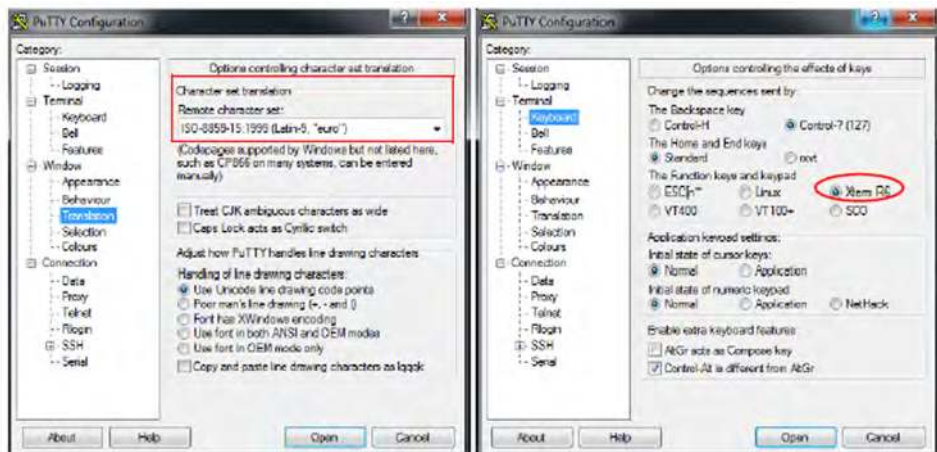 PuTTY Configuration
Category:
Session
Logging
Terminal
Keyboard
Bell
Features
Window
Appearance
Behaviour
Translation
Selection
Colours
Connection
Data
Proxy
Telnet
Rlogin
SSH
Serial
Options controlling character set translation
Character set translation
Remote character set:
ISO-8859-15:1999 (Latin-9, "euro")
(Codepages supported by Windows but not listed here,
such as CP866 on many systems, can be entered
manually)
Treat CJK ambiguous characters as wide
Caps Lock acts as Cyrillic switch
Adjust how PuTTY handles line drawing characters
Handling of line drawing characters:
Use Unicode line drawing code points
Poor man's line drawing (+, - and |)
Font has XWindows encoding
Use font in both ANSI and OEM modes
Use font in OEM mode only
Copy and paste line drawing characters as lqqqk
About Help Open Cancel
PuTTY Configuration
Category:
Session
Logging
Terminal
Keyboard
Bell
Features
Window
Appearance
Behaviour
Translation
Selection
Colours
Connection
Data
Proxy
Telnet
Rlogin
SSH
Serial
Options controlling the effects of keys
Change the sequences sent by:
The Backspace key
Control-H Control-? (127)
The Home and End keys
Standard rxvt
The Function keys and keypad
ESC[n~ Linux Xterm R6
VT400 VT100+ SCO
Application keypad settings:
Initial state of cursor keys:
Normal Application
Initial state of numeric keypad:
Normal Application NetHack
Enable extra keyboard features:
AltGr acts as Compose key
Control-Alt is different from AltGr
About Help Open Cancel